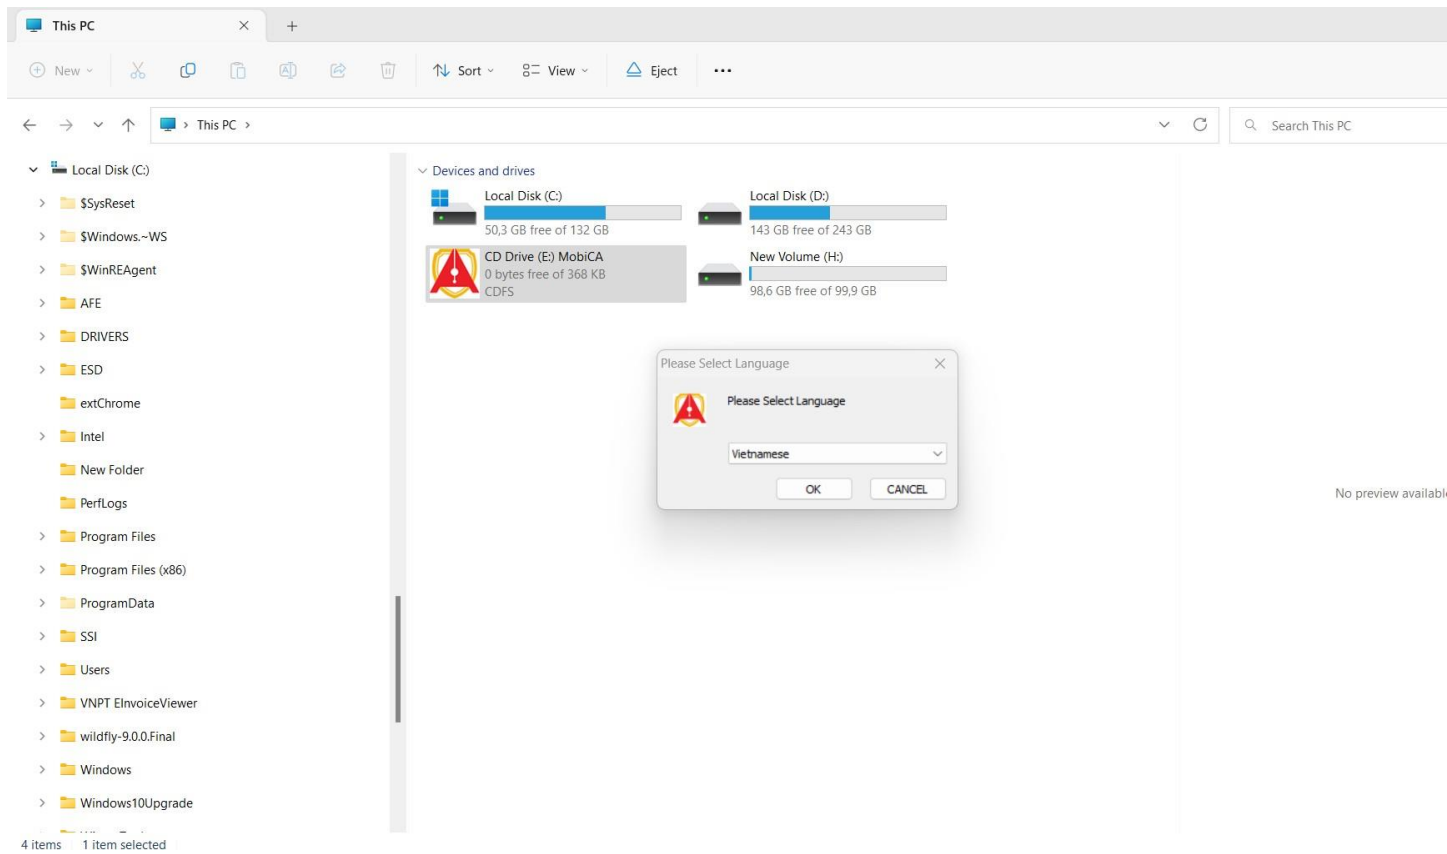 This PC
New
Sort
View
Eject
This PC
Search This PC
Local Disk (C:)
$SysReset
$Windows.~WS
$WinREAgent
AFE
DRIVERS
ESD
extChrome
Intel
New Folder
PerfLogs
Program Files
Program Files (x86)
ProgramData
SSI
Users
VNPT EInvoiceViewer
wildfly-9.0.0.Final
Windows
Windows10Upgrade
Devices and drives
Local Disk (C:)
50,3 GB free of 132 GB
Local Disk (D:)
143 GB free of 243 GB
CD Drive (E:) MobiCA
0 bytes free of 368 KB
CDFS
New Volume (H:)
98,6 GB free of 99,9 GB
Please Select Language
Please Select Language
Vietnamese
OK
CANCEL
No preview available
4 items
1 item selected